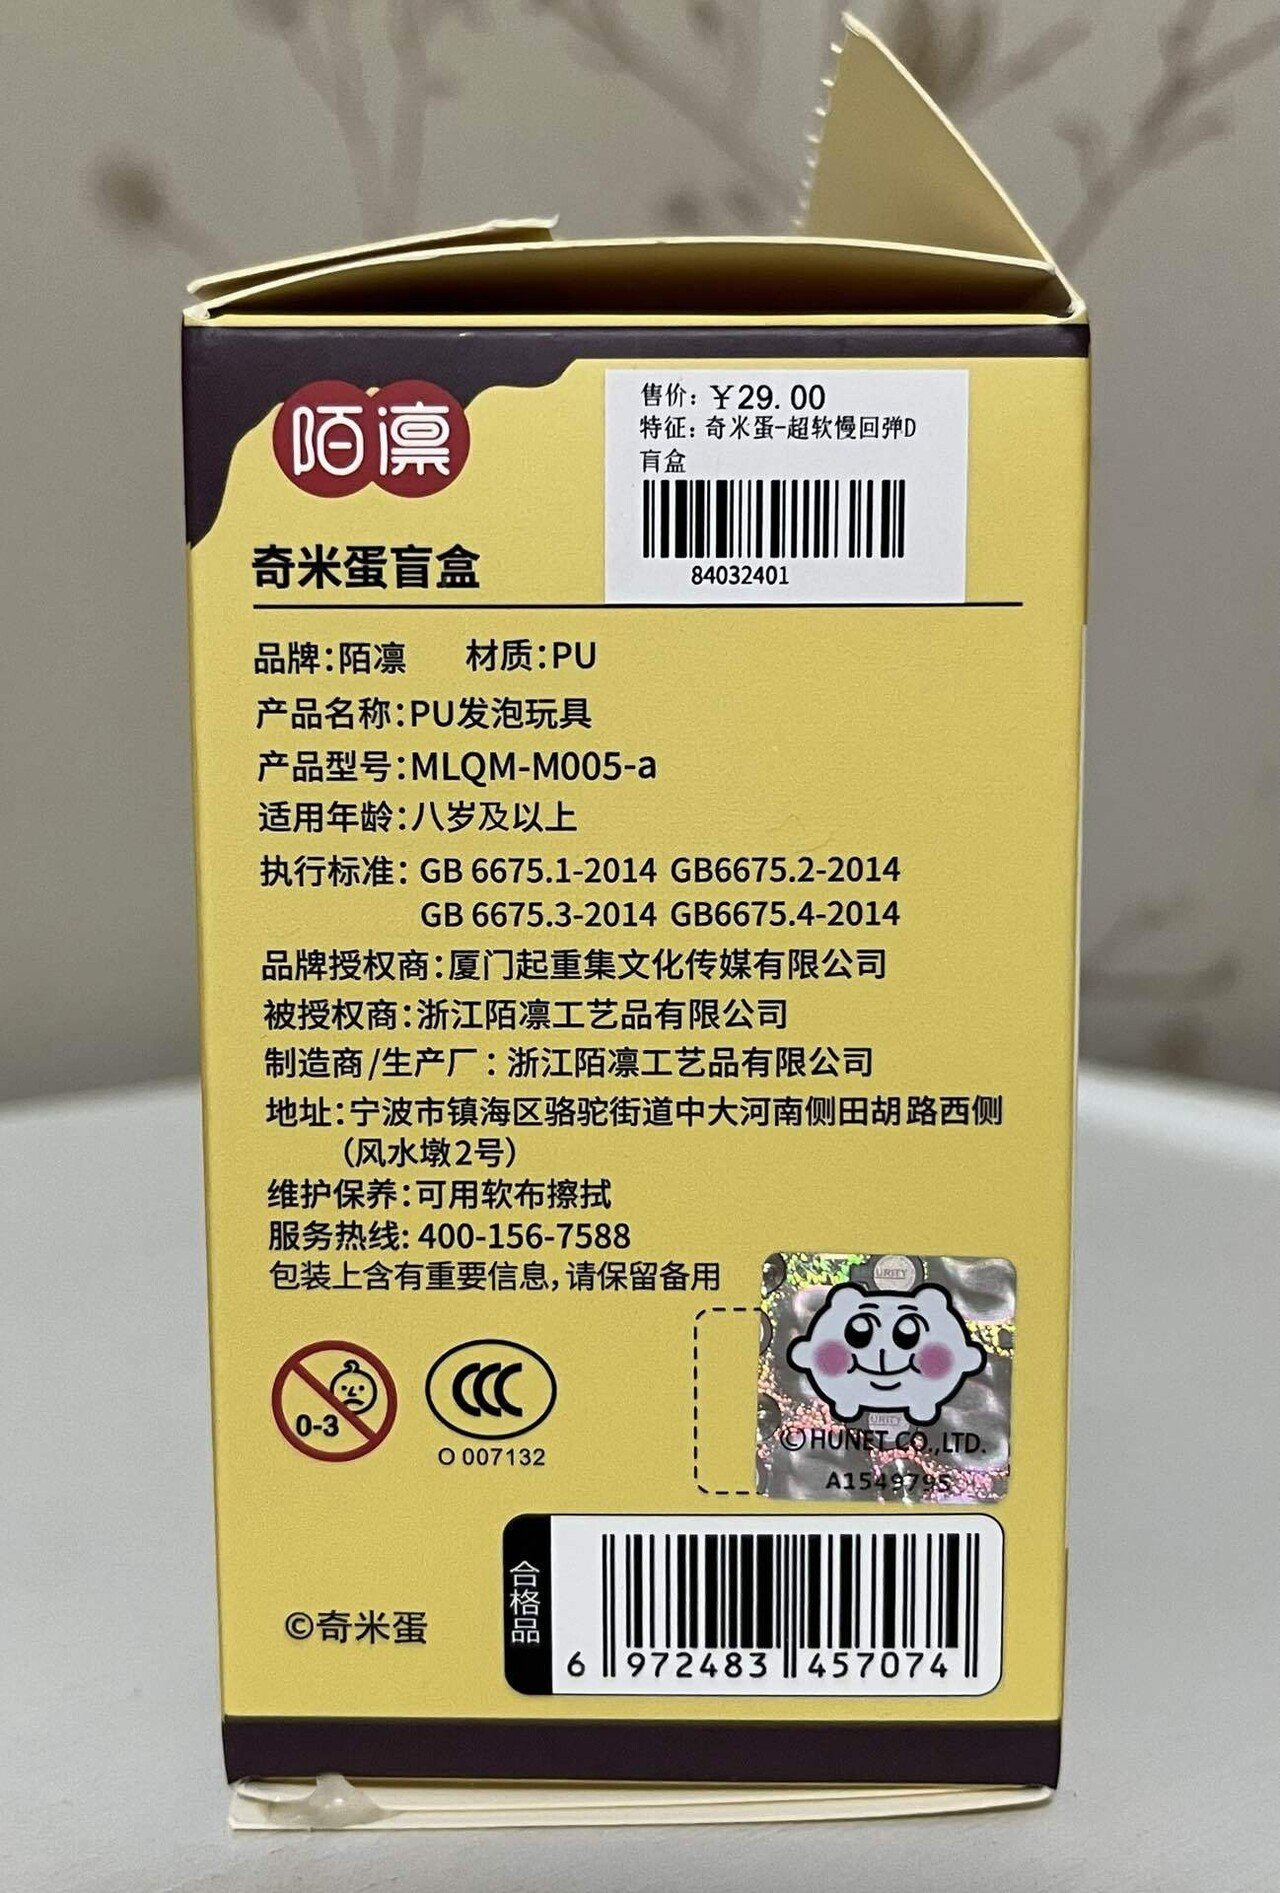 陌凛
售价: ￥29.00
特征: 奇米蛋-超软慢回弹D
盲盒
84032401
奇米蛋盲盒
品牌:陌凛 材质:PU
产品名称:PU发泡玩具
产品型号:MLQM-M005-a
适用年龄:八岁及以上
执行标准: GB 6675.1-2014 GB6675.2-2014
GB 6675.3-2014 GB6675.4-2014
品牌授权商:厦门起重集文化传媒有限公司
被授权商:浙江陌凛工艺品有限公司
制造商/生产厂: 浙江陌凛工艺品有限公司
地址:宁波市镇海区骆驼街道中大河南侧田胡路西侧
(风水墩2号)
维护保养:可用软布擦拭
服务热线: 400-156-7588
包装上含有重要信息,请保留备用
URITY
URITY
©HUNET CO.,LTD.
A1549795
0-3
CCC
O 007132
合格品
6 972483 457074
©奇米蛋